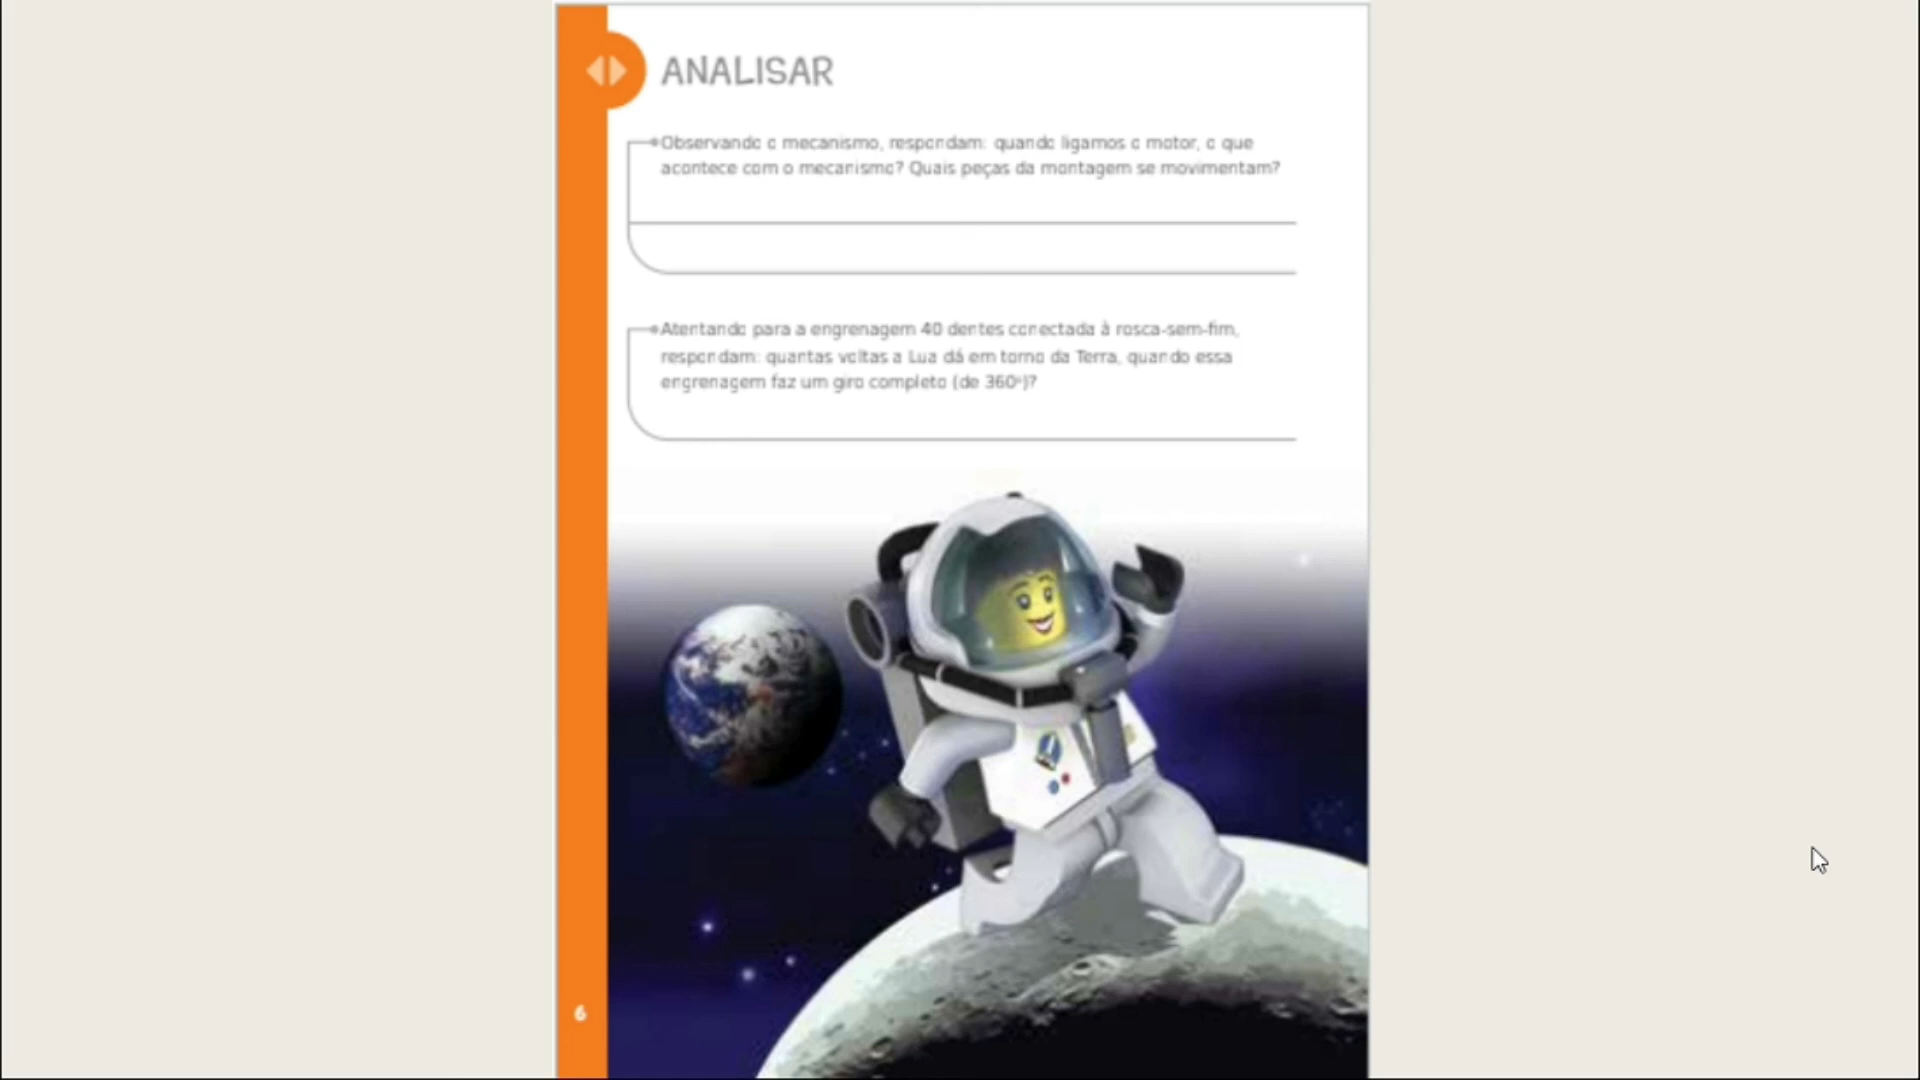 ANALISAR
Observando o mecanismo, respondam: quando ligamos o motor, o que
acontece com o mecanismo? Quais peças da montagem se movimentam?
Atentando para a engrenagem 40 dentes conectada à rosca-sem-fim,
respondam: quantas voltas a Lua dá em torno da Terra, quando essa
engrenagem faz um giro completo (de 360º)?
6